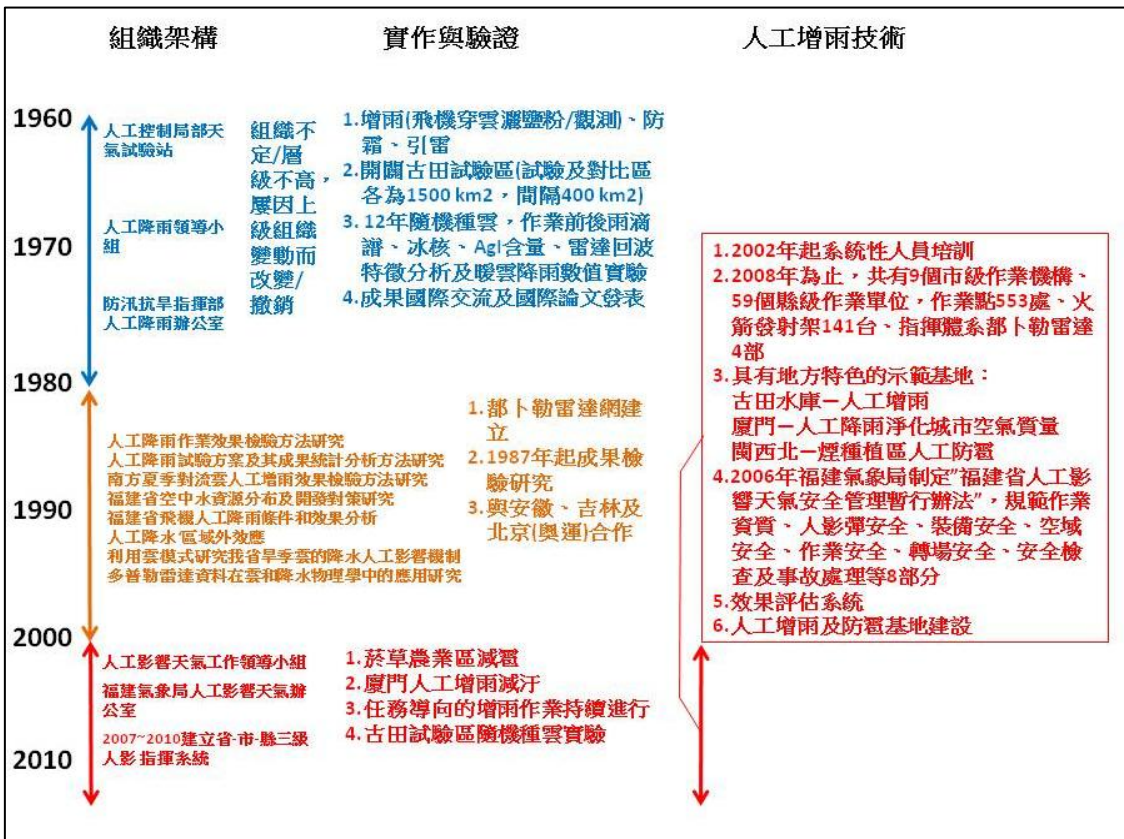 組織架構
實作與驗證
人工增雨技術
1960
1970
1980
1990
2000
2010
人工控制局部天
氣試驗站
人工降雨領導小
組
防汛抗旱指揮部
人工降雨辦公室
組織不
定/層
級不高，
屢因上
級組織
變動而
改變/
撤銷
1.增雨(飛機穿雲灑鹽粉/觀測)、防
霜、引雷
2.開闢古田試驗區(試驗及對比區
各為1500 km2，間隔400 km2)
3.12年隨機種雲，作業前後雨滴
譜、冰核、AgI含量、雷達回波
特徵分析及暖雲降雨數值實驗
4.成果國際交流及國際論文發表
人工降雨作業效果檢驗方法研究
人工降雨試驗方案及其成果統計分析方法研究
南方夏季對流雲人工增雨效果檢驗方法研究
福建省空中水資源分布及開發對策研究
福建省飛機人工降雨條件和效果分析
人工降水區域外效應
利用雲模式研究我省旱季雲的降水人工影響機制
多普勒雷達資料在雲和降水物理學中的應用研究
1.都卜勒雷達網建
立
2.1987年起成果檢
驗研究
3.與安徽、吉林及
北京(奧運)合作
人工影響天氣工作領導小組
福建氣象局人工影響天氣辦
公室
2007~2010建立省-市-縣三級
人影指揮系統
1.菸草農業區減雹
2.廈門人工增雨減汙
3.任務導向的增雨作業持續進行
4.古田試驗區隨機種雲實驗
1.2002年起系統性人員培訓
2.2008年為止，共有9個市級作業機構、
59個縣級作業單位，作業點553處、火
箭發射架141台、指揮體系都卜勒雷達
4部
3.具有地方特色的示範基地：
古田水庫－人工增雨
廈門－人工降雨淨化城市空氣質量
閩西北－煙種植區人工防雹
4.2006年福建氣象局制定"福建省人工影
響天氣安全管理暫行辦法"，規範作業
資質、人影彈安全、裝備安全、空域
安全、作業安全、轉場安全、安全檢
查及事故處理等8部分
5.效果評估系統
6.人工增雨及防雹基地建設